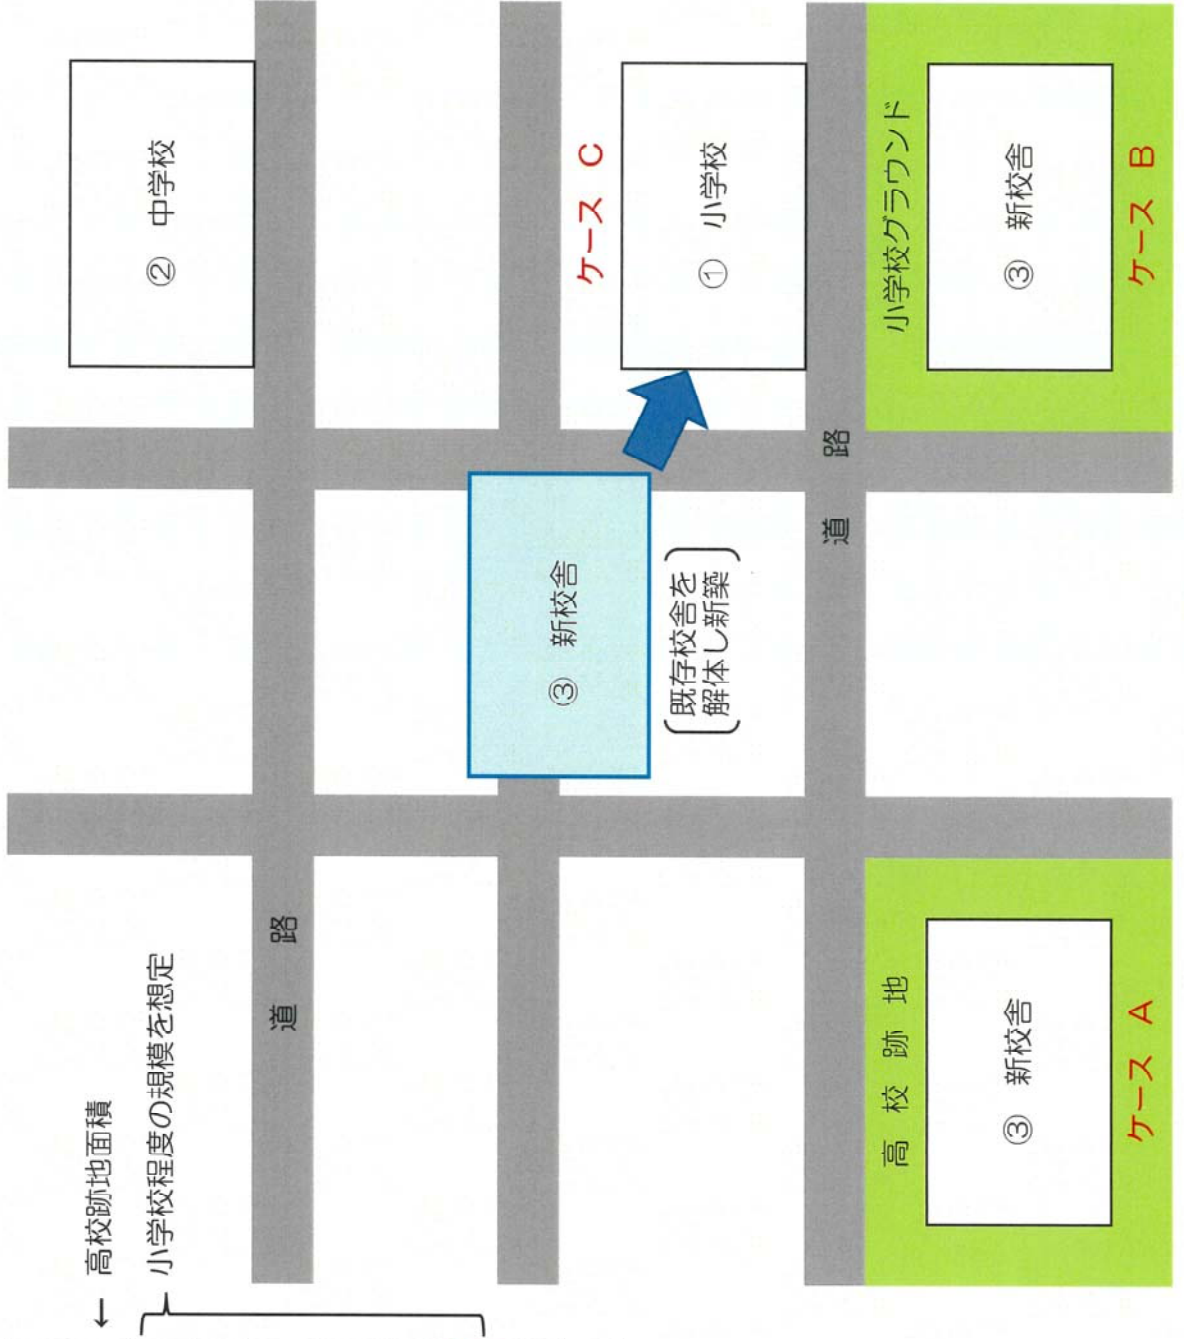 高校跡地面積
小学校程度の規模を想定
② 中学校
道路
③ 新校舎
ケース C
既存校舎を
解体し新築
① 小学校
道路
高校跡地
小学校グラウンド
③ 新校舎
③ 新校舎
ケース A
ケース B